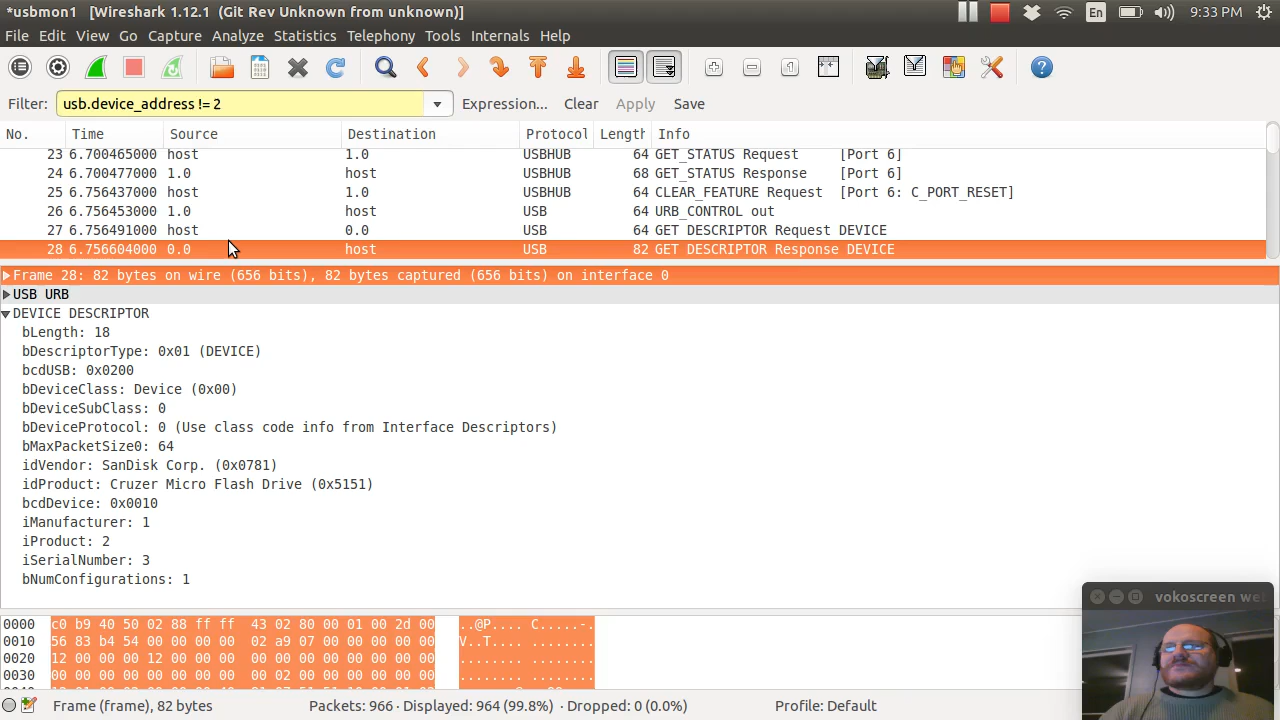 *usbmon1 [Wireshark 1.12.1 (Git Rev Unknown from unknown)]
En 9:33 PM
File Edit View Go Capture Analyze Statistics Telephony Tools Internals Help
Filter: usb.device_address != 2 Expression... Clear Apply Save
No. Time Source Destination Protocol Length Info
23 6.700465000 host 1.0 USBHUB 64 GET_STATUS Request [Port 6]
24 6.700477000 1.0 host USBHUB 68 GET_STATUS Response [Port 6]
25 6.756437000 host 1.0 USBHUB 64 CLEAR_FEATURE Request [Port 6: C_PORT_RESET]
26 6.756453000 1.0 host USB 64 URB_CONTROL out
27 6.756491000 host 0.0 USB 64 GET DESCRIPTOR Request DEVICE
28 6.756604000 0.0 host USB 82 GET DESCRIPTOR Response DEVICE
Frame 28: 82 bytes on wire (656 bits), 82 bytes captured (656 bits) on interface 0
USB URB
DEVICE DESCRIPTOR
bLength: 18
bDescriptorType: 0x01 (DEVICE)
bcdUSB: 0x0200
bDeviceClass: Device (0x00)
bDeviceSubClass: 0
bDeviceProtocol: 0 (Use class code info from Interface Descriptors)
bMaxPacketSize0: 64
idVendor: SanDisk Corp. (0x0781)
idProduct: Cruzer Micro Flash Drive (0x5151)
bcdDevice: 0x0010
iManufacturer: 1
iProduct: 2
iSerialNumber: 3
bNumConfigurations: 1
vokoscreen we
0000 c0 b9 40 50 02 88 ff ff 43 02 80 00 01 00 2d 00 ..@P.... C.....-.
0010 56 83 b4 54 00 00 00 00 02 a9 07 00 00 00 00 00 V..T.... ........
0020 12 00 00 00 12 00 00 00 00 00 00 00 00 00 00 00 ........ ........
0030 00 00 00 00 00 00 00 00 00 02 00 00 00 00 00 00 ........ ........
Frame (frame), 82 bytes Packets: 966 · Displayed: 964 (99.8%) · Dropped: 0 (0.0%) Profile: Default